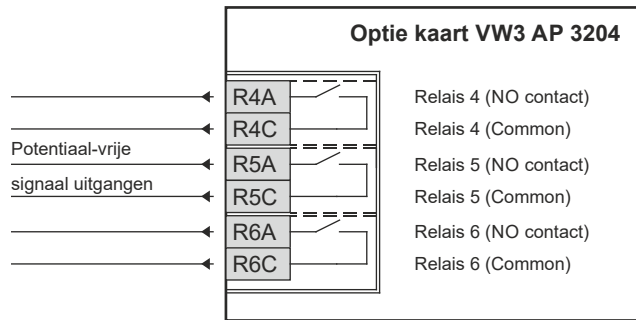 Optie kaart VW3 AP 3204
R4A Relais 4 (NO contact)
R4C Relais 4 (Common)
Potentiaal-vrije
R5A Relais 5 (NO contact)
signaal uitgangen
R5C Relais 5 (Common)
R6A Relais 6 (NO contact)
R6C Relais 6 (Common)